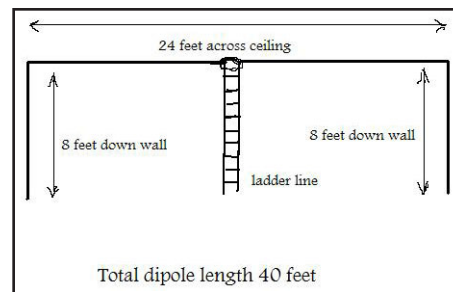 24 feet across ceiling
8 feet down wall
8 feet down wall
ladder line
Total dipole length 40 feet